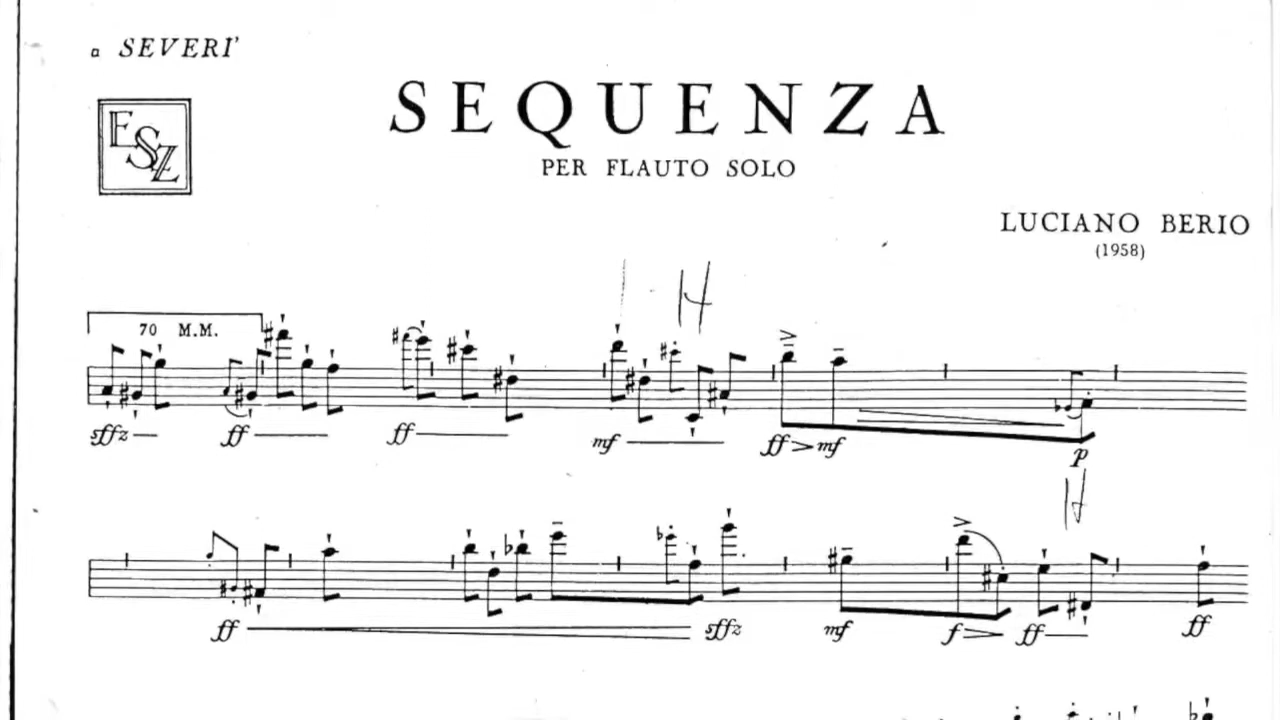 a SEVERI'
ESZ
SEQUENZA
PER FLAUTO SOLO
LUCIANO BERIO
(1958)
70 M.M.
sffz ff ff mf ff > mf p
ff sffz mf f ff ff